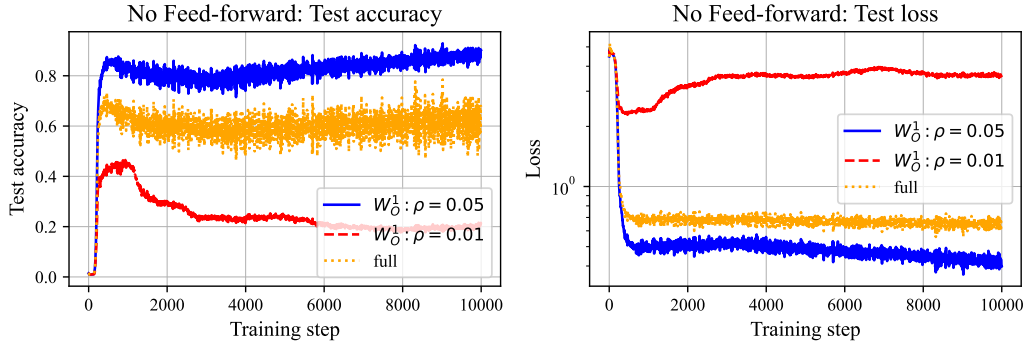 No Feed-forward: Test accuracy
Test accuracy
0.8
0.6
0.4
0.2
0.0
0
2000
4000
6000
8000
10000
Training step
W_O^1 : ρ = 0.05
W_O^1 : ρ = 0.01
full
No Feed-forward: Test loss
Loss
10^0
0
2000
4000
6000
8000
10000
Training step
W_O^1 : ρ = 0.05
W_O^1 : ρ = 0.01
full